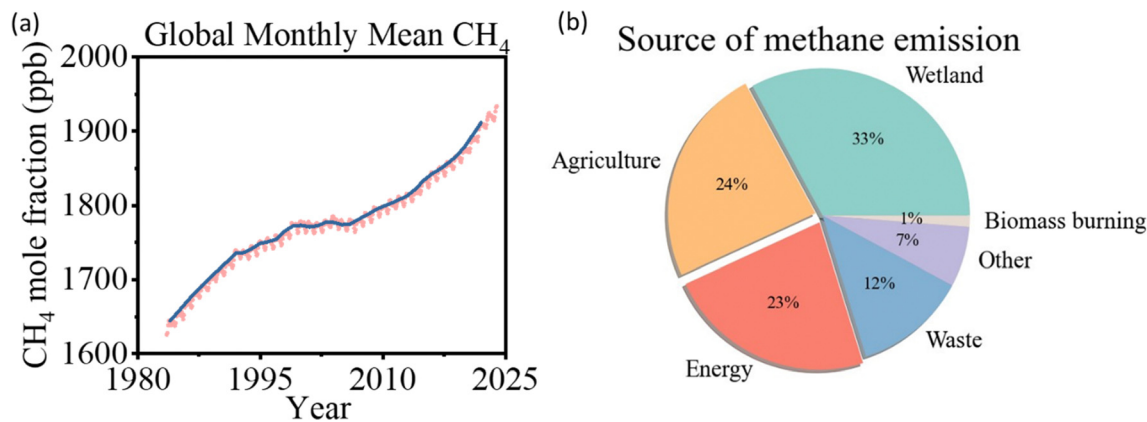 (a)
Global Monthly Mean CH4
CH4 mole fraction (ppb)
2000
1900
1800
1700
1600
1980
1995
2010
2025
Year
(b)
Source of methane emission
Wetland
33%
Agriculture
24%
1%
Biomass burning
7%
Other
12%
Waste
23%
Energy